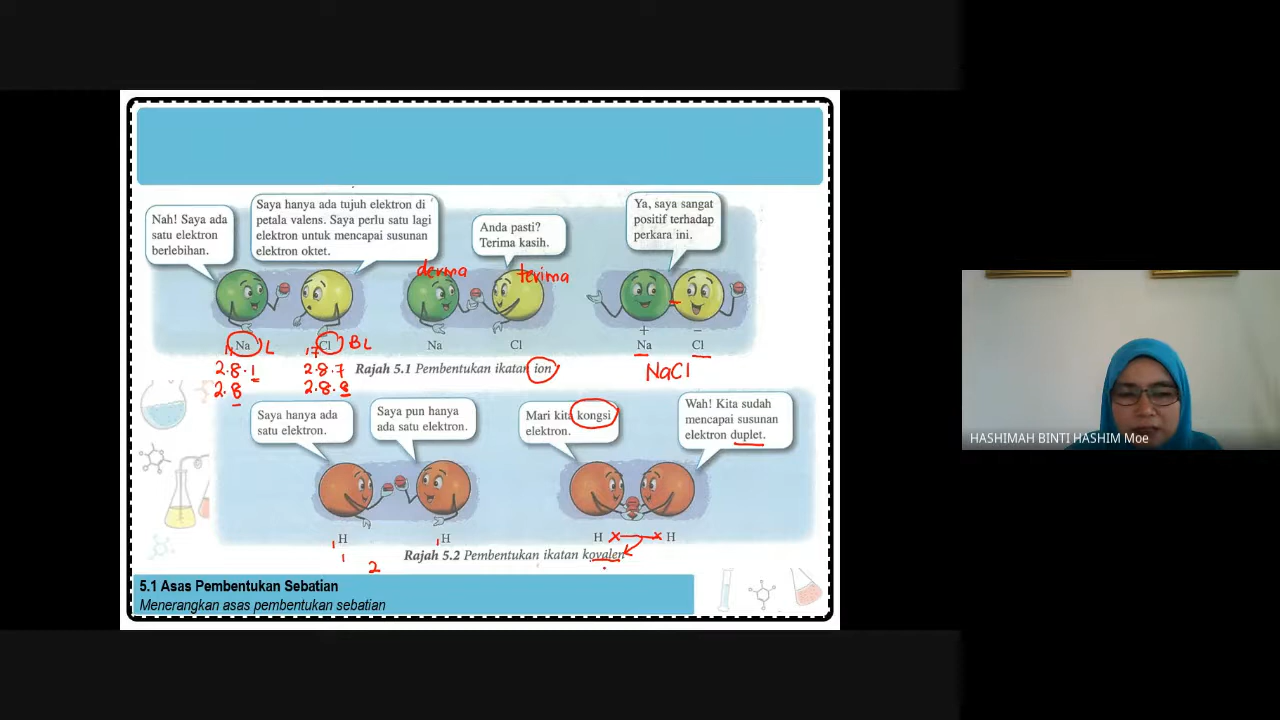 Nah! Saya ada
satu elektron
berlebihan.
Saya hanya ada tujuh elektron di
petala valens. Saya perlu satu lagi
elektron untuk mencapai susunan
elektron oktet.
Anda pasti?
Terima kasih.
Ya, saya sangat
positif terhadap
perkara ini.
derma
terima
+
-
11 Na L
17 Cl BL
Na
Cl
Na
Cl
2.8.1
2.8
2.8.7
2.8.8
NaCl
Rajah 5.1 Pembentukan ikatan ion
Saya hanya ada
satu elektron.
Saya pun hanya
ada satu elektron.
Mari kita kongsi
elektron.
Wah! Kita sudah
mencapai susunan
elektron duplet.
1 H
1
1 H
2
H x x H
Rajah 5.2 Pembentukan ikatan kovalen
5.1 Asas Pembentukan Sebatian
Menerangkan asas pembentukan sebatian
HASHIMAH BINTI HASHIM Moe